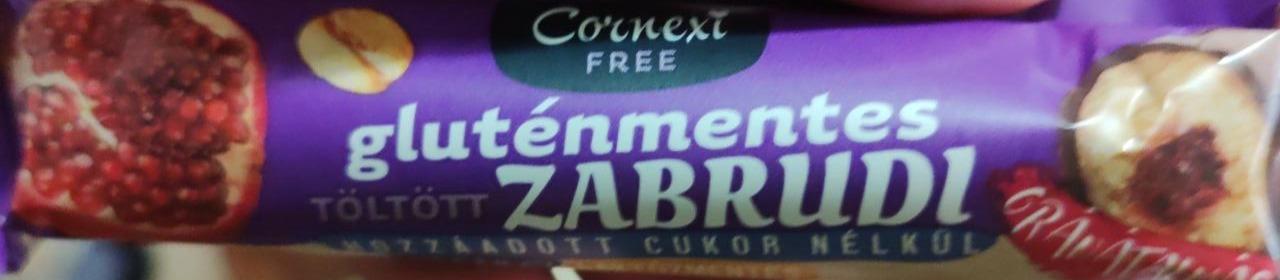 Cornexi
FREE
gluténmentes
TÖLTÖTT ZABRUDI
HOZZÁADOTT CUKOR NÉLKÜL